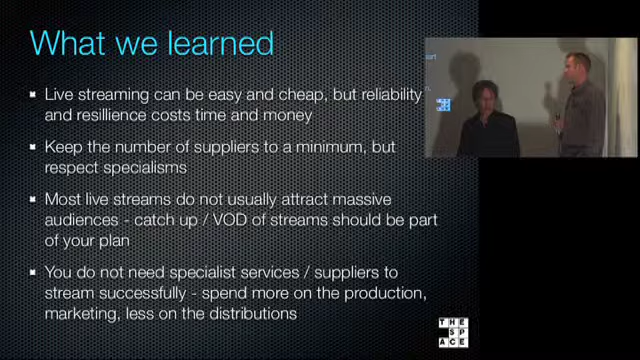 What we learned
Live streaming can be easy and cheap, but reliability
and resillience costs time and money
Keep the number of suppliers to a minimum, but
respect specialisms
Most live streams do not usually attract massive
audiences - catch up / VOD of streams should be part
of your plan
You do not need specialist services / suppliers to
stream successfully - spend more on the production,
marketing, less on the distributions
THE
SP
ACE